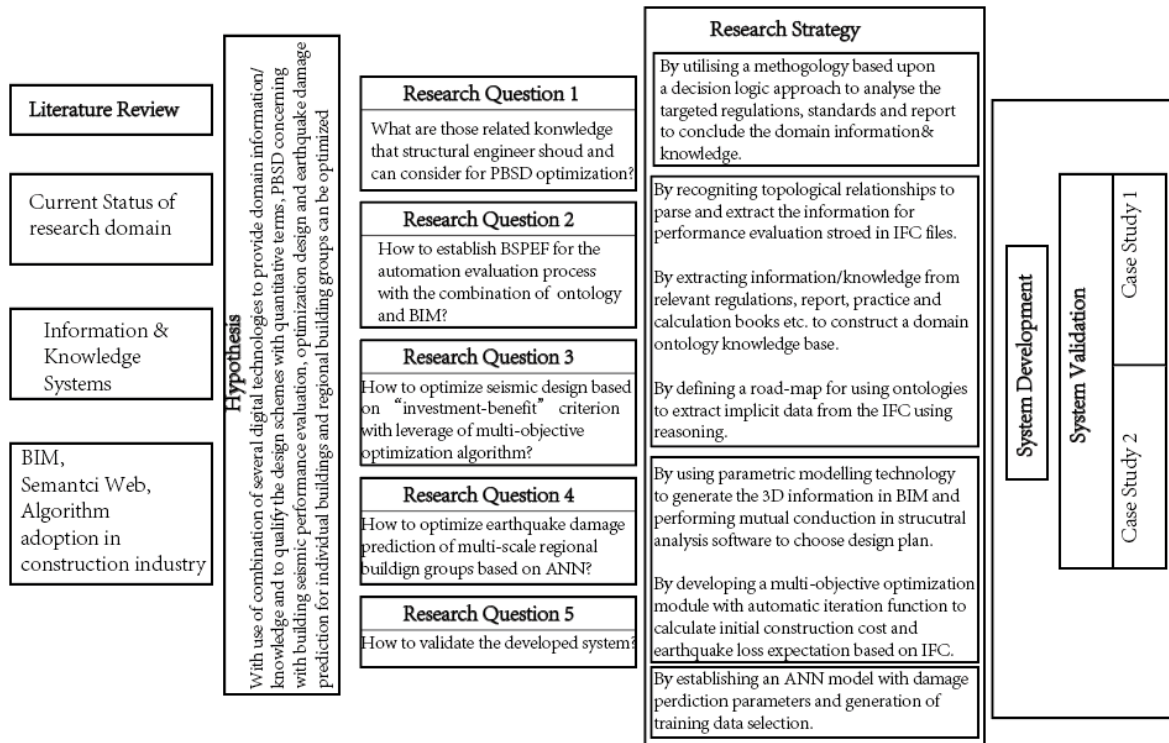 Literature Review
Current Status of
research domain
Information &
Knowledge
Systems
BIM,
Semantci Web,
Algorithm
adoption in
construction industry
Hypothesis
With use of combination of several digital technologies to provide domain information/
knowledge and to qualify the design schemes with quantitative terms, PBSD concerning
with building seismic performance evaluation, optimization design and earthquake damage
prediction for individual buildings and regional building groups can be optimized
Research Question 1
What are those related konwledge
that structural engineer shoud and
can consider for PBSD optimization?
Research Question 2
How to establish BSPEF for the
automation evaluation process
with the combination of ontology
and BIM?
Research Question 3
How to optimize seismic design based
on “investment-benefit” criterion
with leverage of multi-objective
optimization algorithm?
Research Question 4
How to optimize earthquake damage
prediction of multi-scale regional
buildign groups based on ANN?
Research Question 5
How to validate the developed system?
Research Strategy
By utilising a methogology based upon
a decision logic approach to analyse the
targeted regulations, standards and report
to conclude the domain information&
knowledge.
By recogniting topological relationships to
parse and extract the information for
performance evaluation stroed in IFC files.
By extracting information/knowledge from
relevant regulations, report, practice and
calculation books etc. to construct a domain
ontology knowledge base.
By defining a road-map for using ontologies
to extract implicit data from the IFC using
reasoning.
By using parametric modelling technology
to generate the 3D information in BIM and
performing mutual conduction in strucutral
analysis software to choose design plan.
By developing a multi-objective optimization
module with automatic iteration function to
calculate initial construction cost and
earthquake loss expectation based on IFC.
By establishing an ANN model with damage
perdiction parameters and generation of
training data selection.
System Development
System Validation
Case Study 1
Case Study 2